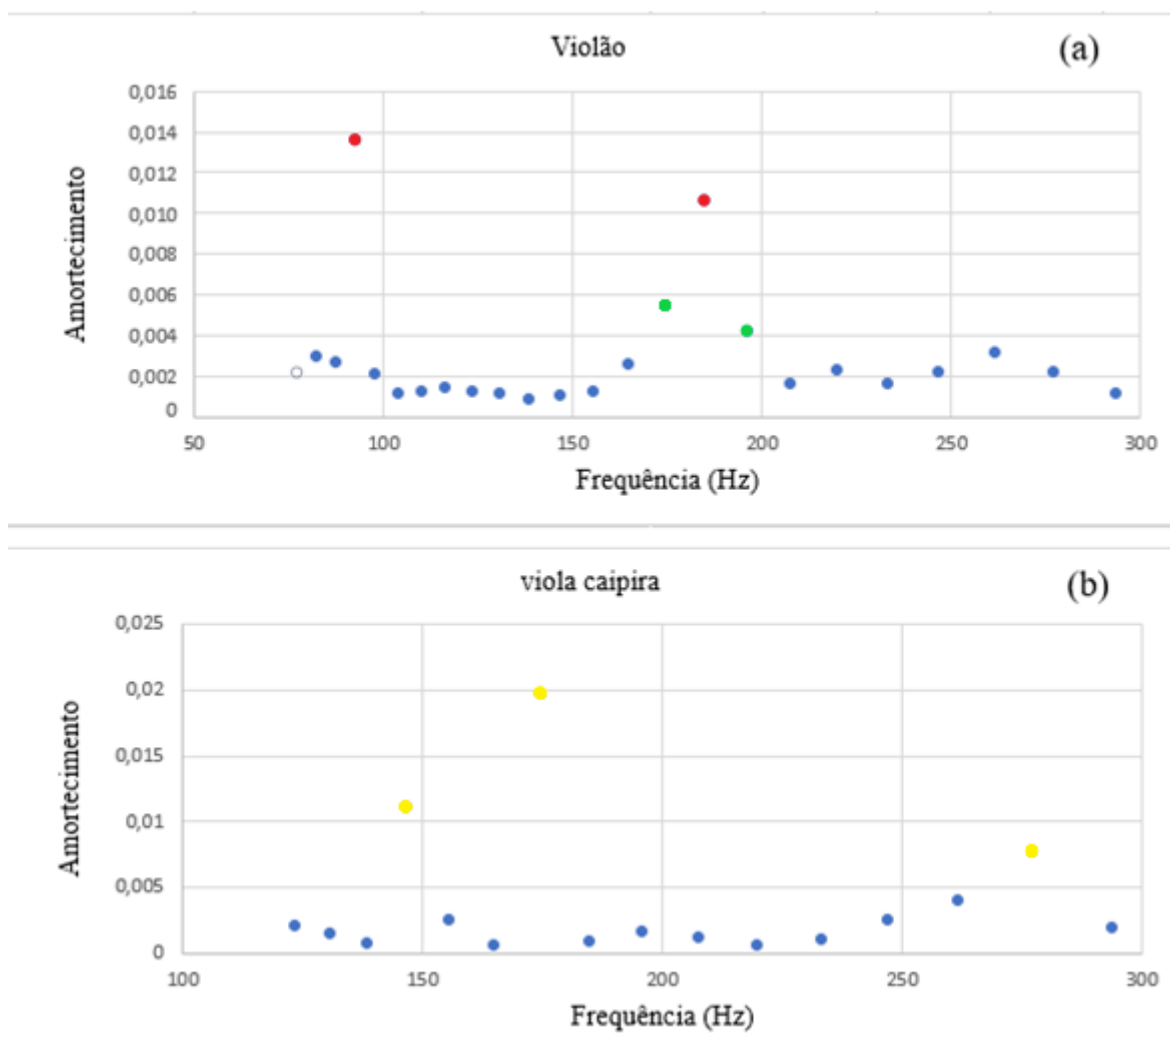 Violão
(a)
0,016
0,014
0,012
0,010
0,008
0,006
0,004
0,002
0
Amortecimento
50 100 150 200 250 300
Frequência (Hz)
viola caipira
(b)
0,025
0,02
0,015
0,01
0,005
0
Amortecimento
100 150 200 250 300
Frequência (Hz)